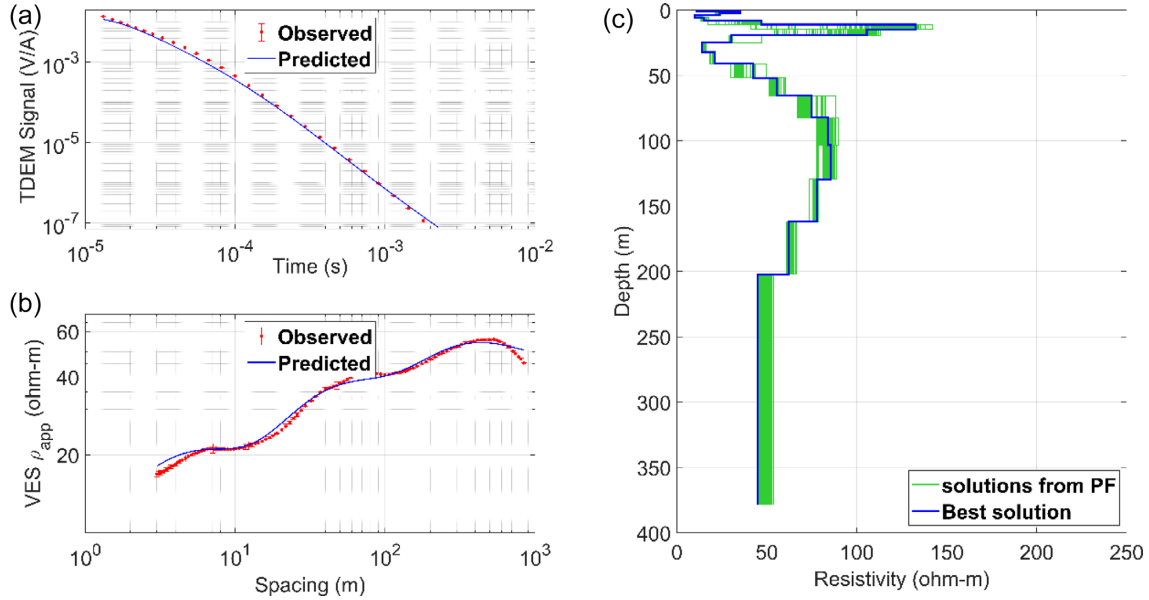 (a)
TDEM Signal (V/A)
10^-3
10^-5
10^-7
Observed
Predicted
10^-5
10^-4
10^-3
10^-2
Time (s)
(b)
VES ρ_app (ohm-m)
60
40
20
Observed
Predicted
10^0
10^1
10^2
10^3
Spacing (m)
(c)
Depth (m)
0
50
100
150
200
250
300
350
400
solutions from PF
Best solution
0
50
100
150
200
250
Resistivity (ohm-m)